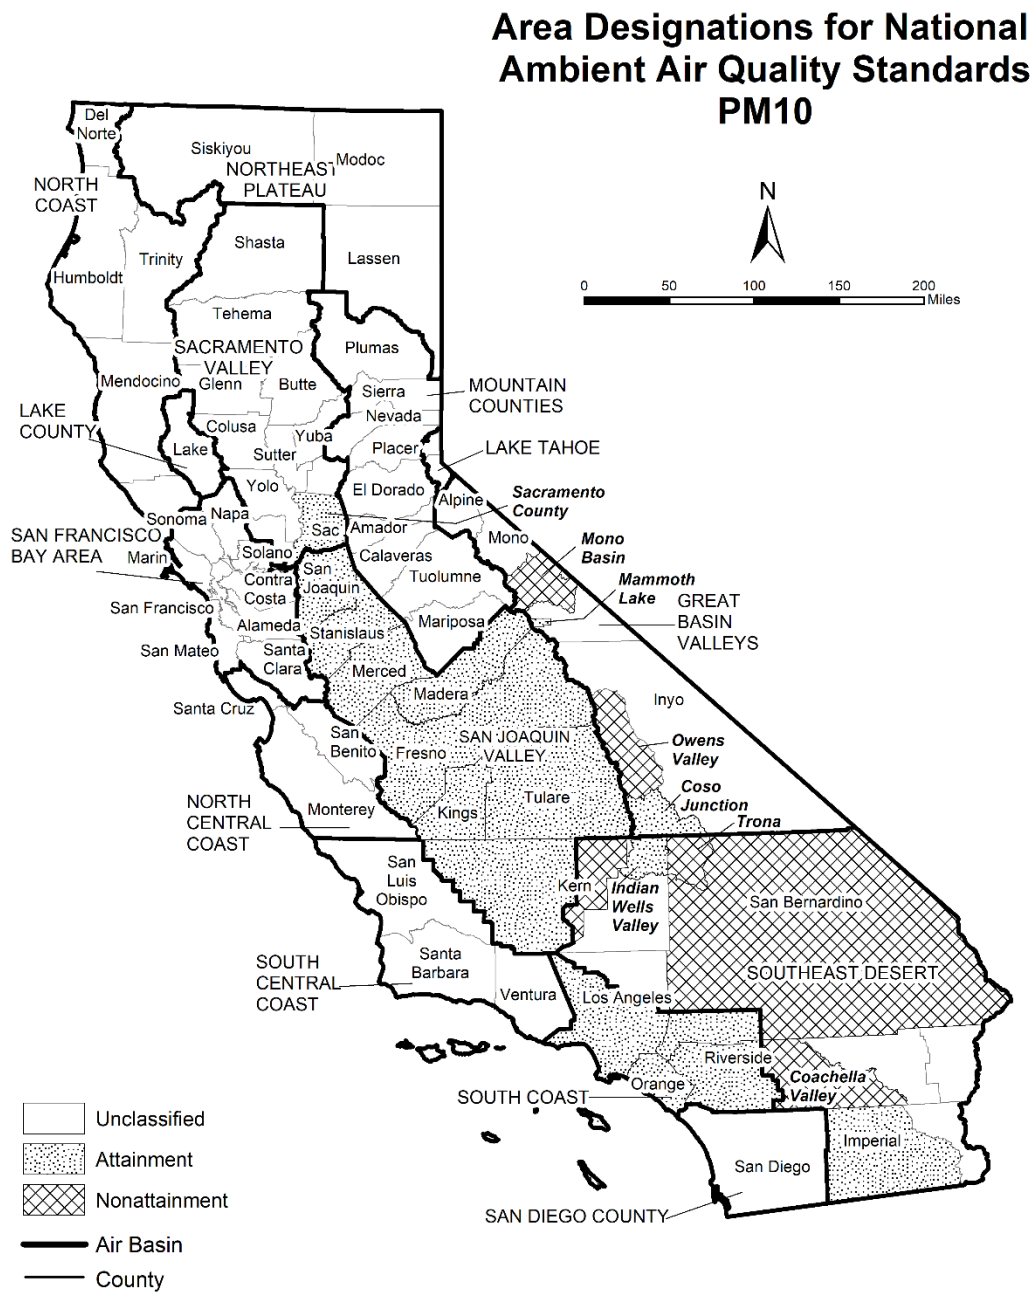 Area Designations for National
Ambient Air Quality Standards
PM10
N
0 50 100 150 200
Miles
Del
Norte
Siskiyou
Modoc
NORTHEAST
PLATEAU
NORTH
COAST
Shasta
Trinity
Lassen
Humboldt
Tehema
SACRAMENTO
VALLEY
Plumas
Mendocino
Glenn
Butte
Sierra
MOUNTAIN
COUNTIES
LAKE
COUNTY
Nevada
Colusa
Yuba
Lake
Sutter
Placer
LAKE TAHOE
Yolo
El Dorado
Alpine
Sacramento
County
Sonoma
Napa
Sac
Amador
Mono
SAN FRANCISCO
BAY AREA
Marin
Solano
Calaveras
Mono
Basin
San
Joaquin
Contra
Costa
Tuolumne
Mammoth
Lake
San Francisco
Alameda
Stanislaus
Mariposa
GREAT
BASIN
VALLEYS
San Mateo
Santa
Clara
Merced
Madera
Inyo
Santa Cruz
San
Benito
Fresno
SAN JOAQUIN
VALLEY
Owens
Valley
Coso
Junction
Trona
NORTH
CENTRAL
COAST
Monterey
Kings
Tulare
San
Luis
Obispo
Kern
Indian
Wells
Valley
San Bernardino
SOUTH
CENTRAL
COAST
Santa
Barbara
Ventura
Los Angeles
SOUTHEAST DESERT
Riverside
Orange
Coachella
Valley
SOUTH COAST
Imperial
San Diego
SAN DIEGO COUNTY
Unclassified
Attainment
Nonattainment
Air Basin
County